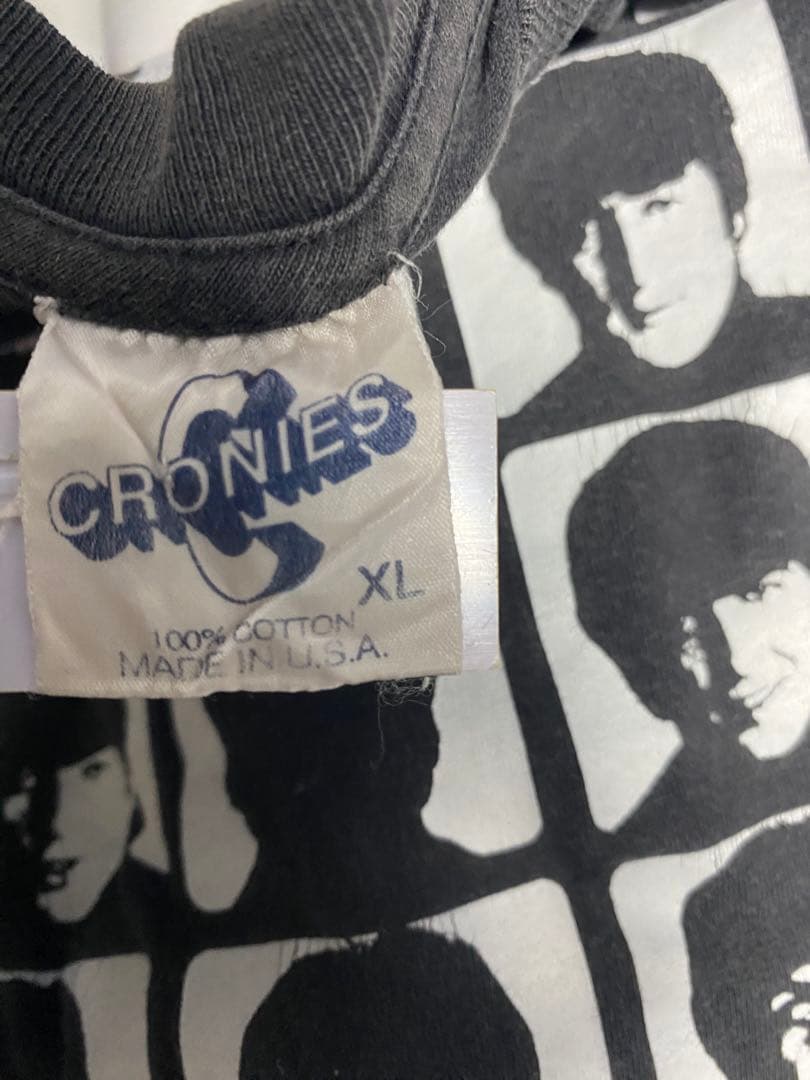 CRONIES
XL
100% COTTON
MADE IN U.S.A.